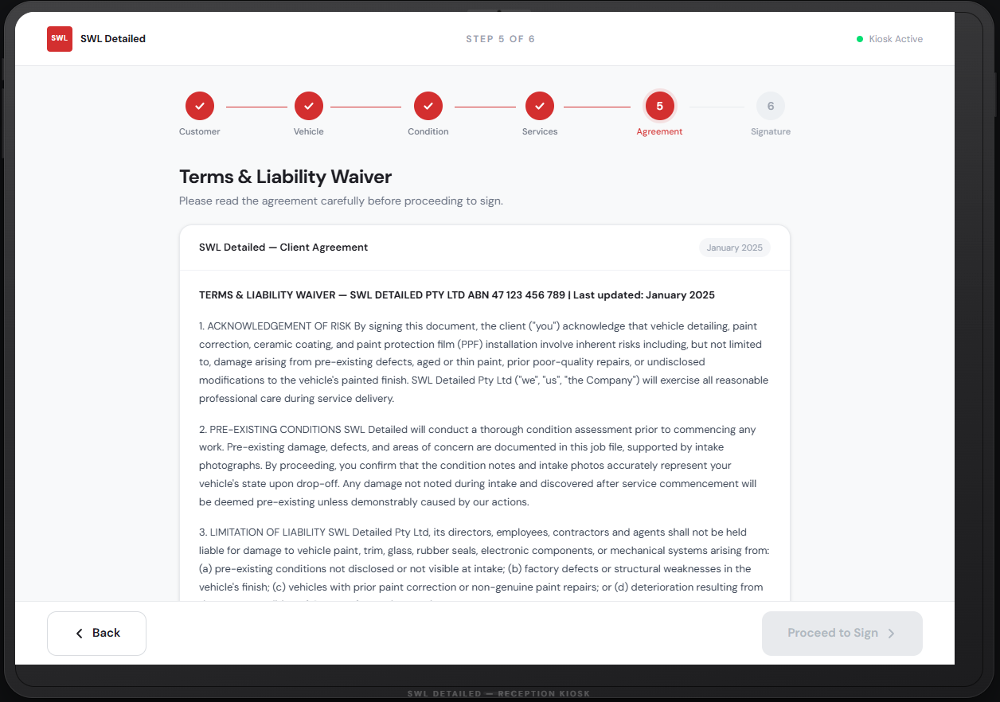 SWL
SWL Detailed
STEP 5 OF 6
Kiosk Active
5
6
Customer
Vehicle
Condition
Services
Agreement
Signature
Terms & Liability Waiver
Please read the agreement carefully before proceeding to sign.
SWL Detailed — Client Agreement
January 2025
TERMS & LIABILITY WAIVER — SWL DETAILED PTY LTD ABN 47 123 456 789 | Last updated: January 2025
1. ACKNOWLEDGEMENT OF RISK By signing this document, the client ("you") acknowledge that vehicle detailing, paint
correction, ceramic coating, and paint protection film (PPF) installation involve inherent risks including, but not limited
to, damage arising from pre-existing defects, aged or thin paint, prior poor-quality repairs, or undisclosed
modifications to the vehicle's painted finish. SWL Detailed Pty Ltd ("we", "us", "the Company") will exercise all reasonable
professional care during service delivery.
2. PRE-EXISTING CONDITIONS SWL Detailed will conduct a thorough condition assessment prior to commencing any
work. Pre-existing damage, defects, and areas of concern are documented in this job file, supported by intake
photographs. By proceeding, you confirm that the condition notes and intake photos accurately represent your
vehicle's state upon drop-off. Any damage not noted during intake and discovered after service commencement will
be deemed pre-existing unless demonstrably caused by our actions.
3. LIMITATION OF LIABILITY SWL Detailed Pty Ltd, its directors, employees, contractors and agents shall not be held
liable for damage to vehicle paint, trim, glass, rubber seals, electronic components, or mechanical systems arising from:
(a) pre-existing conditions not disclosed or not visible at intake; (b) factory defects or structural weaknesses in the
vehicle's finish; (c) vehicles with prior paint correction or non-genuine paint repairs; or (d) deterioration resulting from
Back
Proceed to Sign
SWL DETAILED — RECEPTION KIOSK